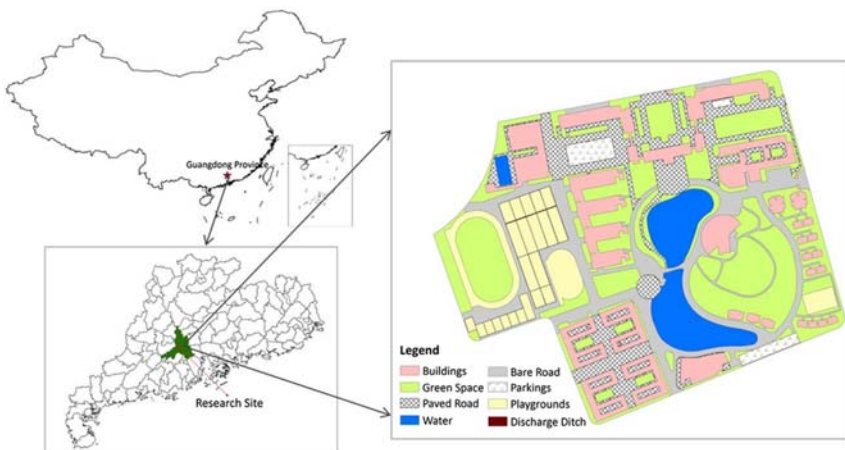 Guangdong Province
Research Site
Legend
Buildings
Green Space
Paved Road
Water
Bare Road
Parkings
Playgrounds
Discharge Ditch